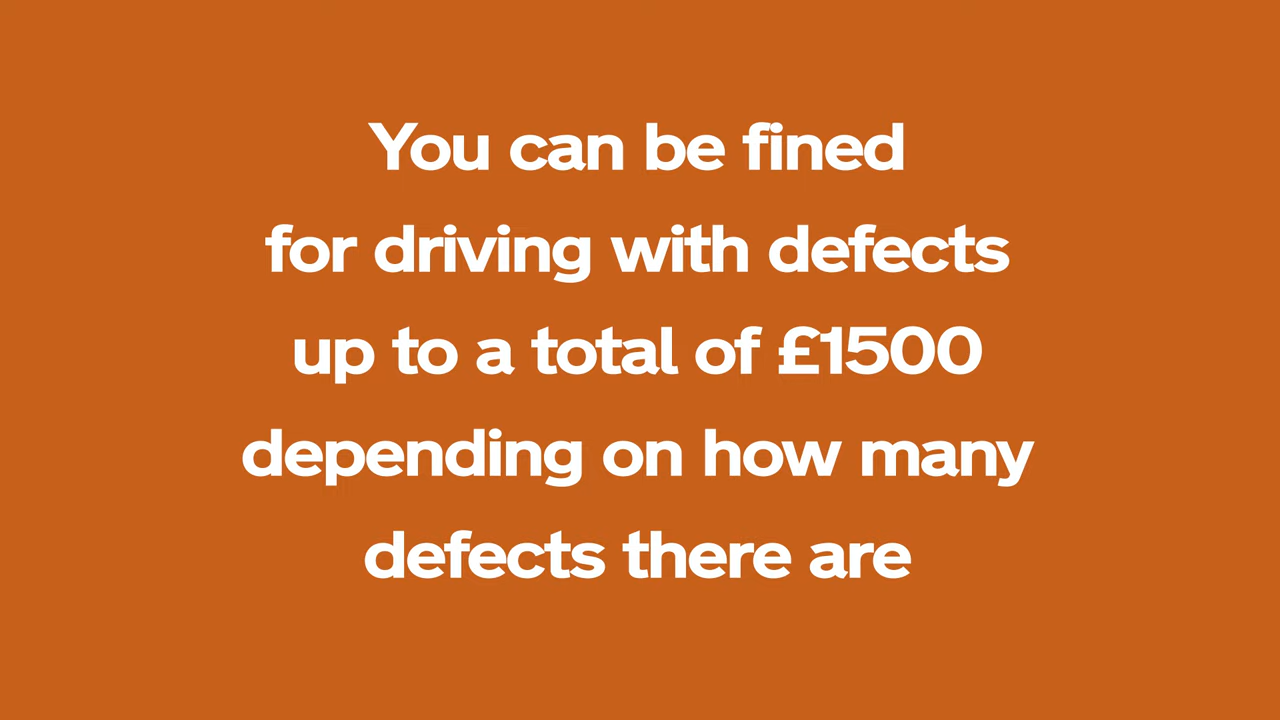 You can be fined
for driving with defects
up to a total of £1500
depending on how many
defects there are